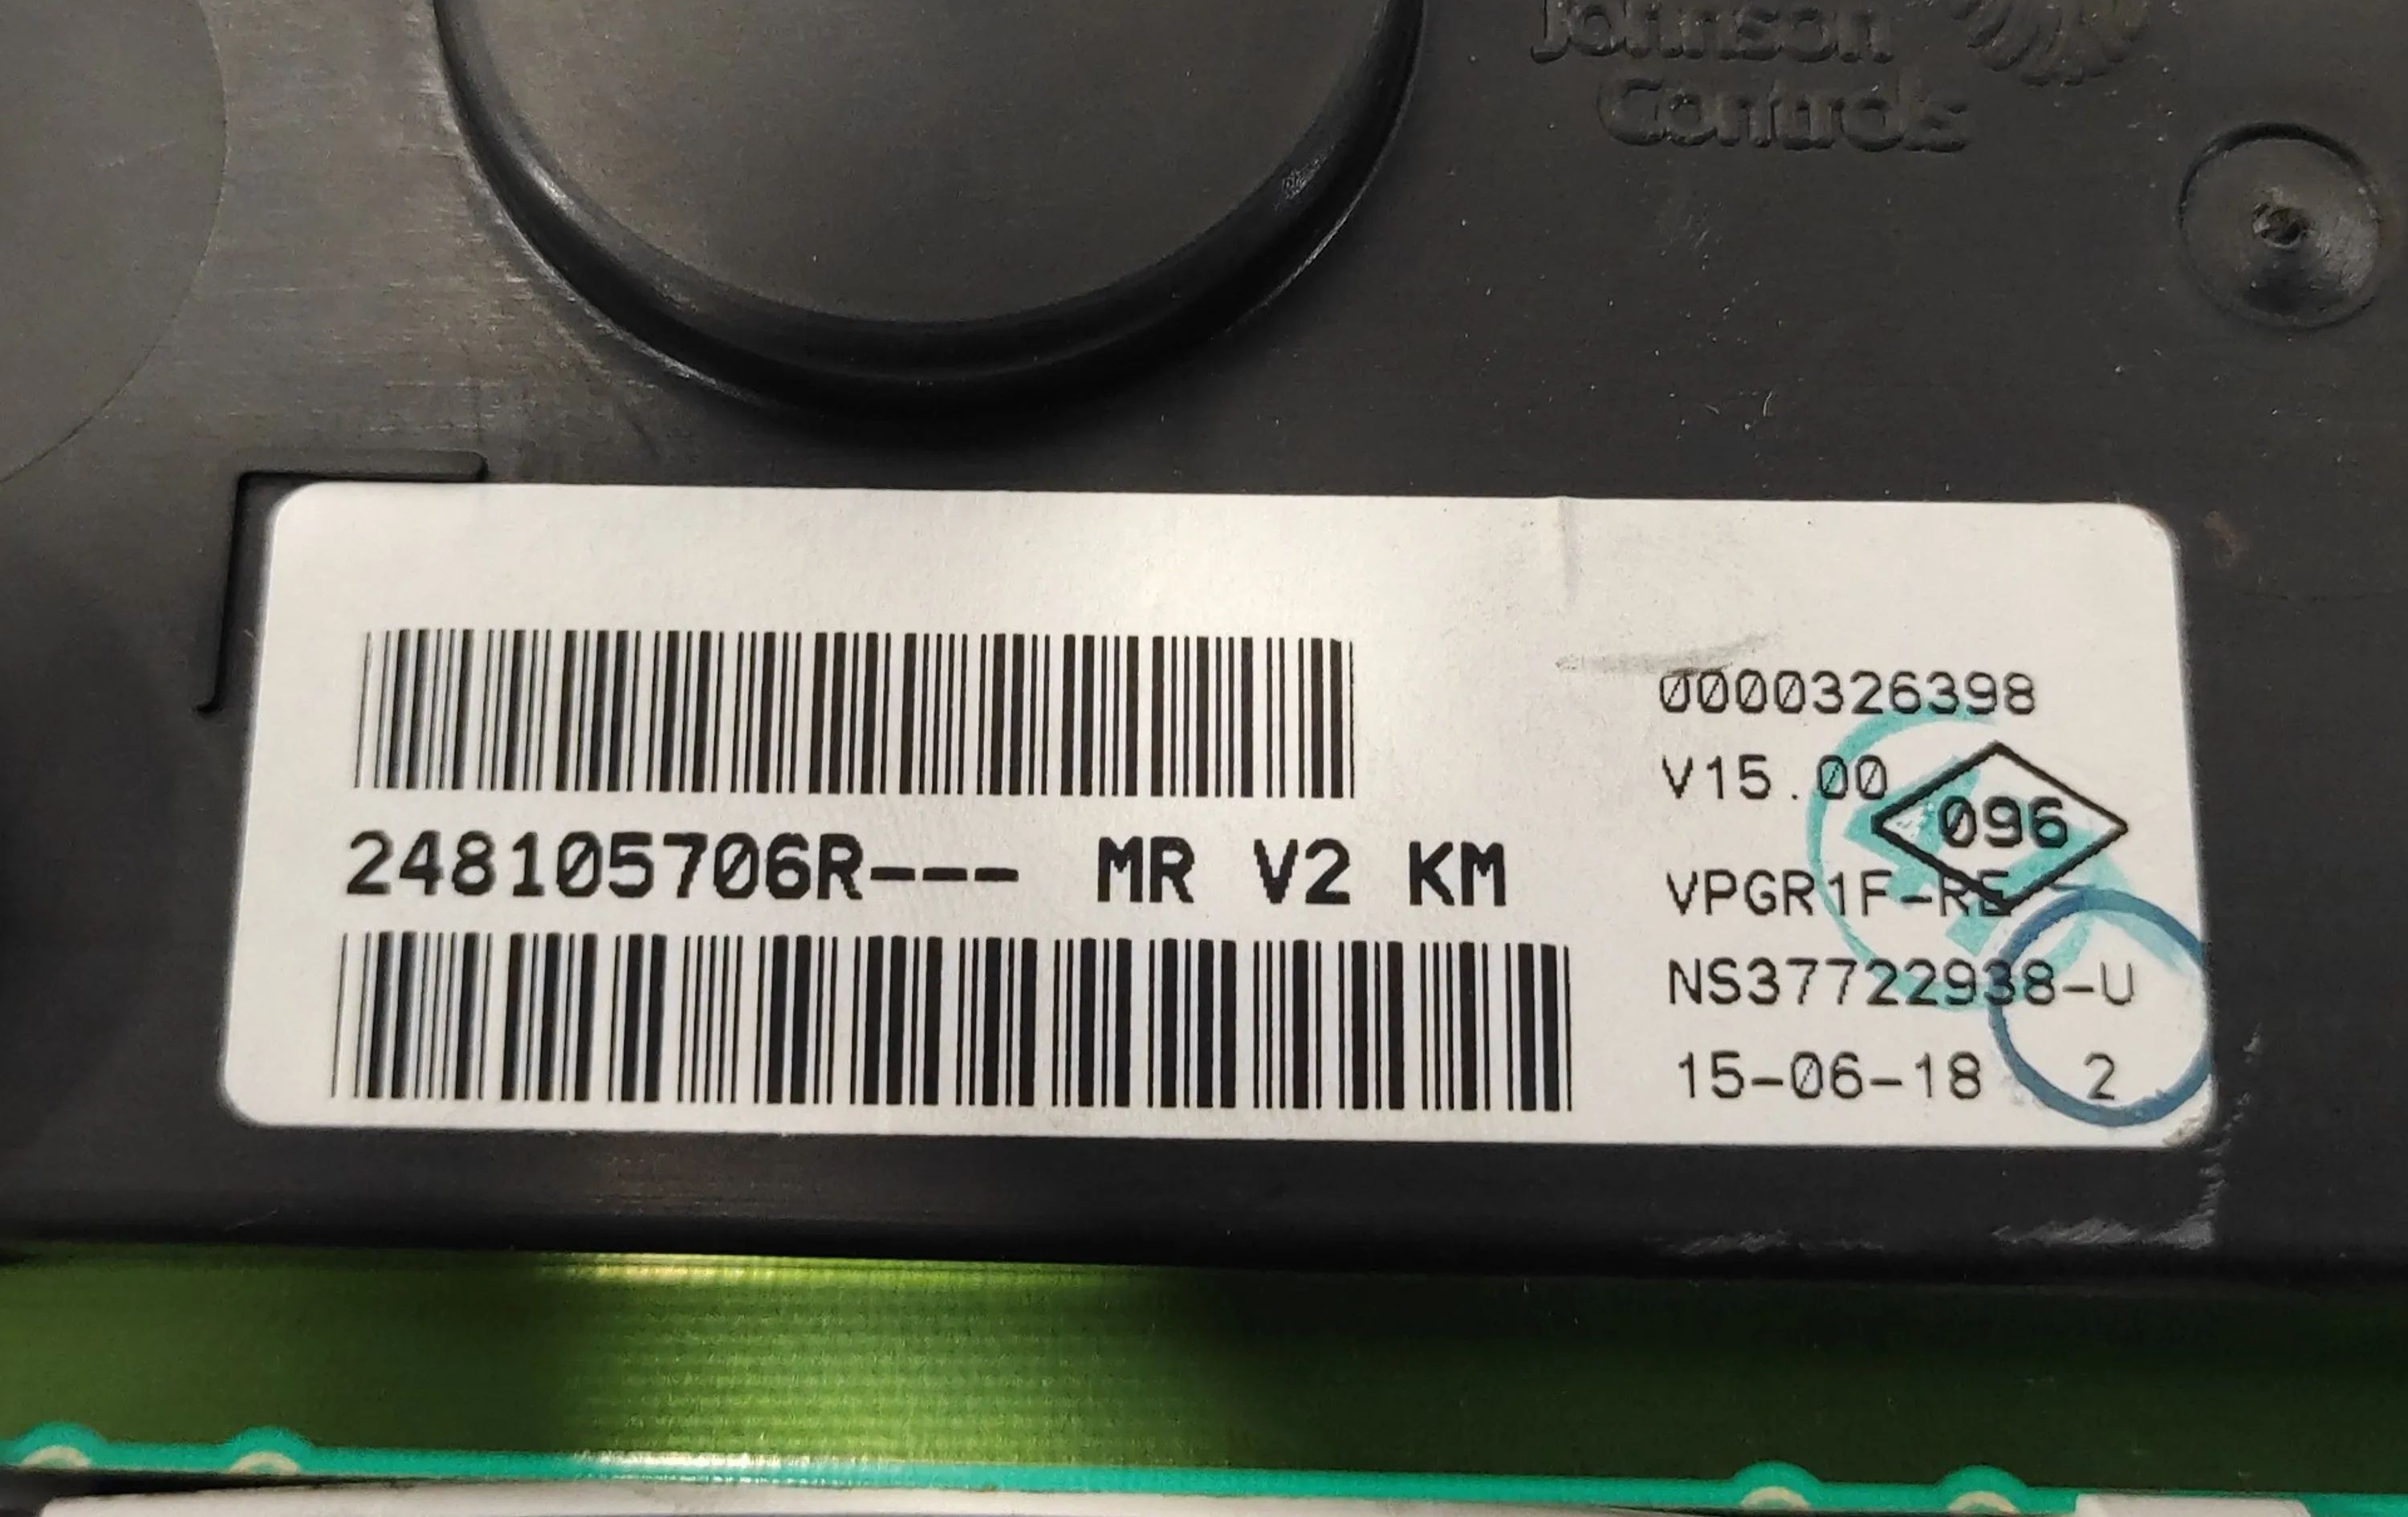 Johnson
Controls
0000326398
V15.00
096
248105706R--- MR V2 KM
VPGR1F-RE
NS37722938-U
15-06-18 2